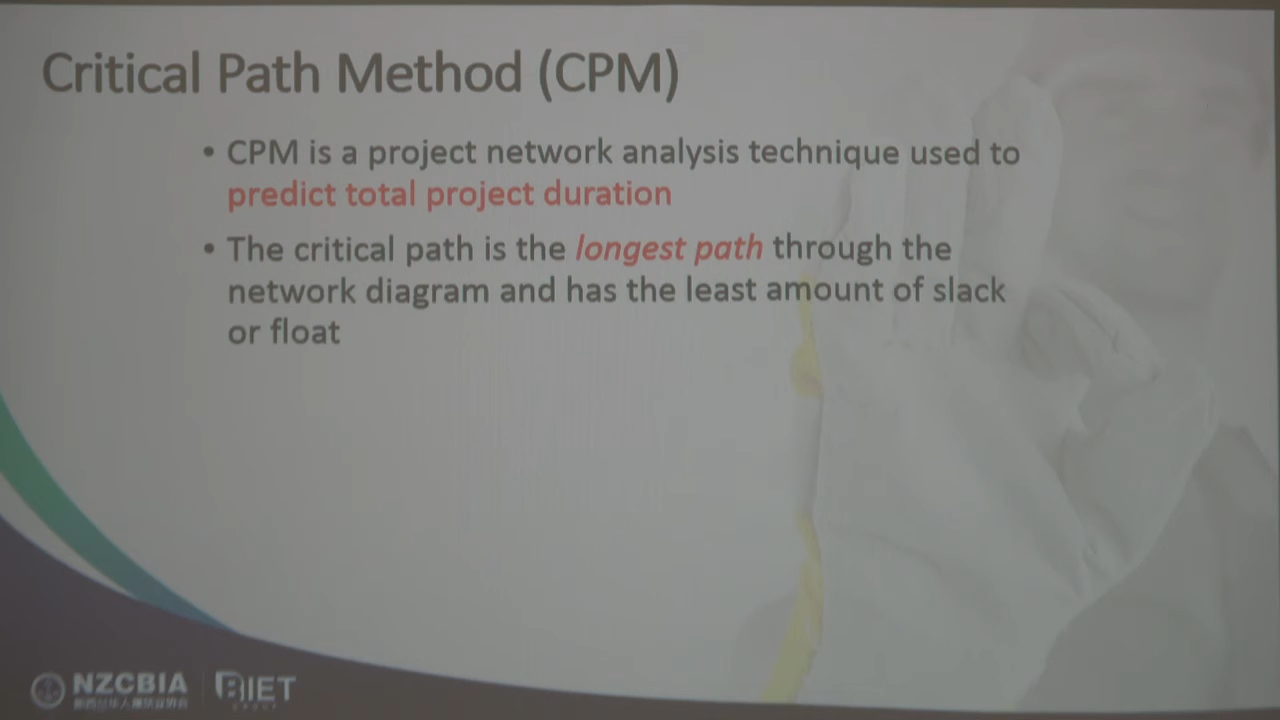 Critical Path Method (CPM)
• CPM is a project network analysis technique used to
predict total project duration
• The critical path is the longest path through the
network diagram and has the least amount of slack
or float
NZCBIA
BIET